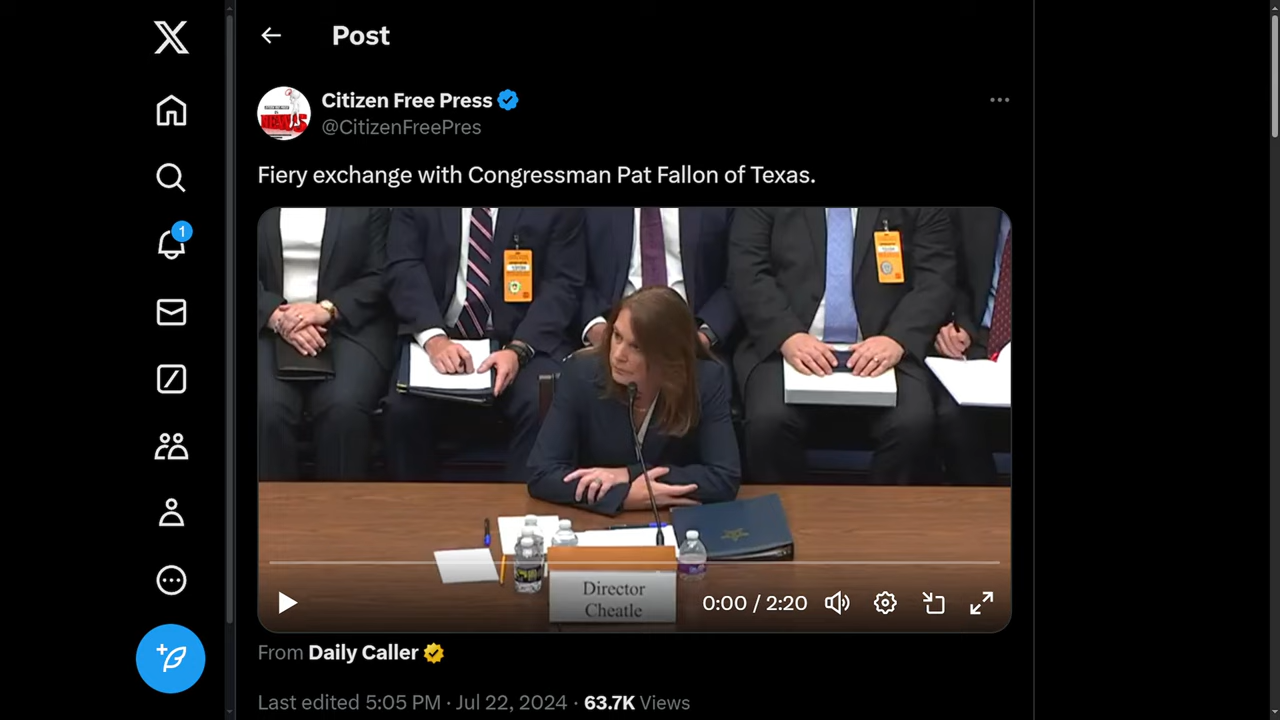 Post
Citizen Free Press
@CitizenFreePres
1
Fiery exchange with Congressman Pat Fallon of Texas.
Director
Cheatle
0:00 / 2:20
From Daily Caller
Last edited 5:05 PM · Jul 22, 2024 · 63.7K Views